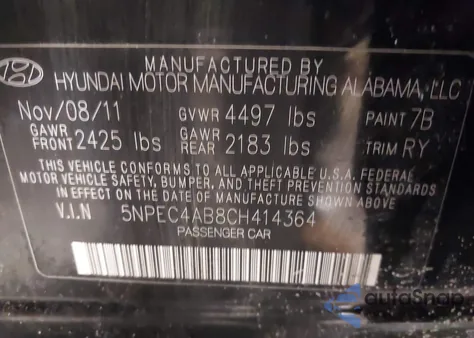 MANUFACTURED BY
HYUNDAI MOTOR MANUFACTURING ALABAMA, LLC
Nov/08/11 GVWR 4497 lbs PAINT 7B
GAWR FRONT 2425 lbs GAWR REAR 2183 lbs TRIM RY
THIS VEHICLE CONFORMS TO ALL APPLICABLE U.S.A. FEDERAL
MOTOR VEHICLE SAFETY, BUMPER, AND THEFT PREVENTION STANDARDS
IN EFFECT ON THE DATE OF MANUFACTURE SHOWN ABOVE
V.I.N 5NPEC4AB8CH414364
PASSENGER CAR
autoSnap